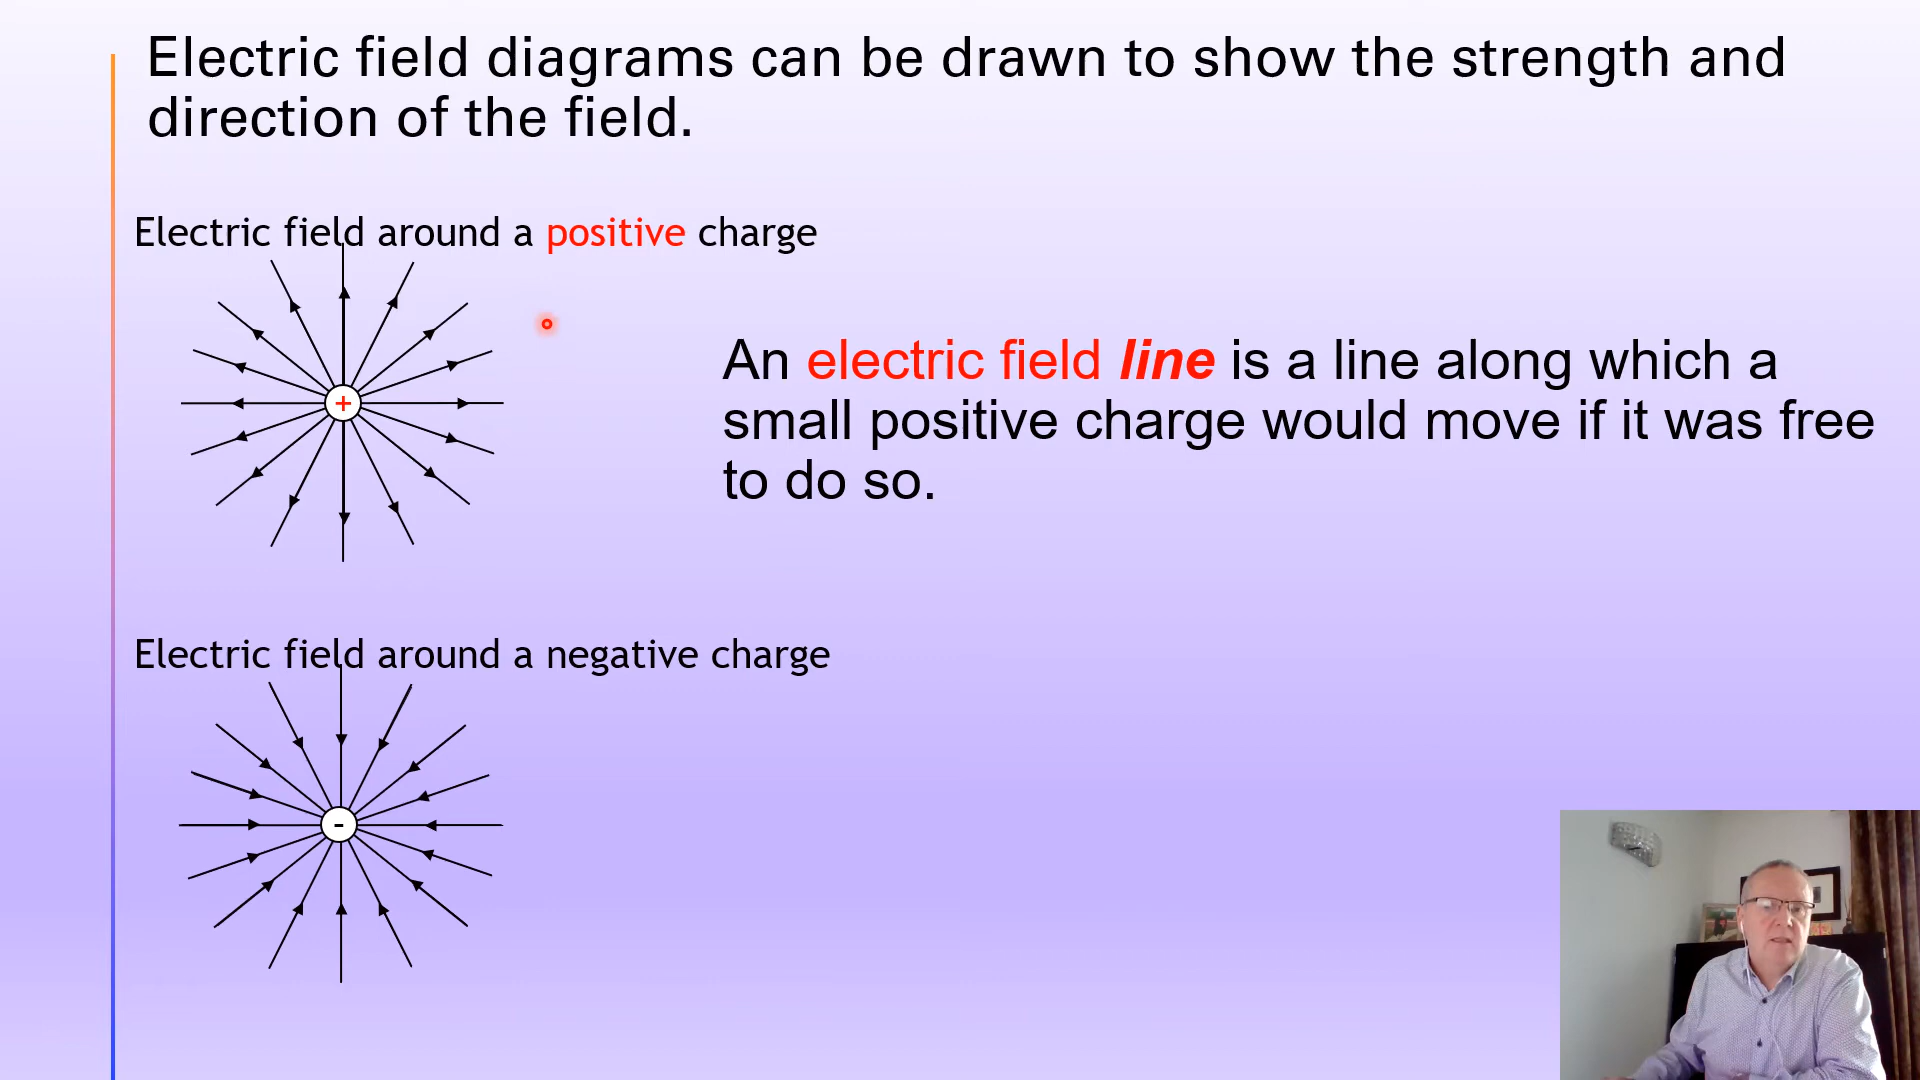 Electric field diagrams can be drawn to show the strength and
direction of the field.
Electric field around a positive charge
+
An electric field line is a line along which a
small positive charge would move if it was free
to do so.
Electric field around a negative charge
-